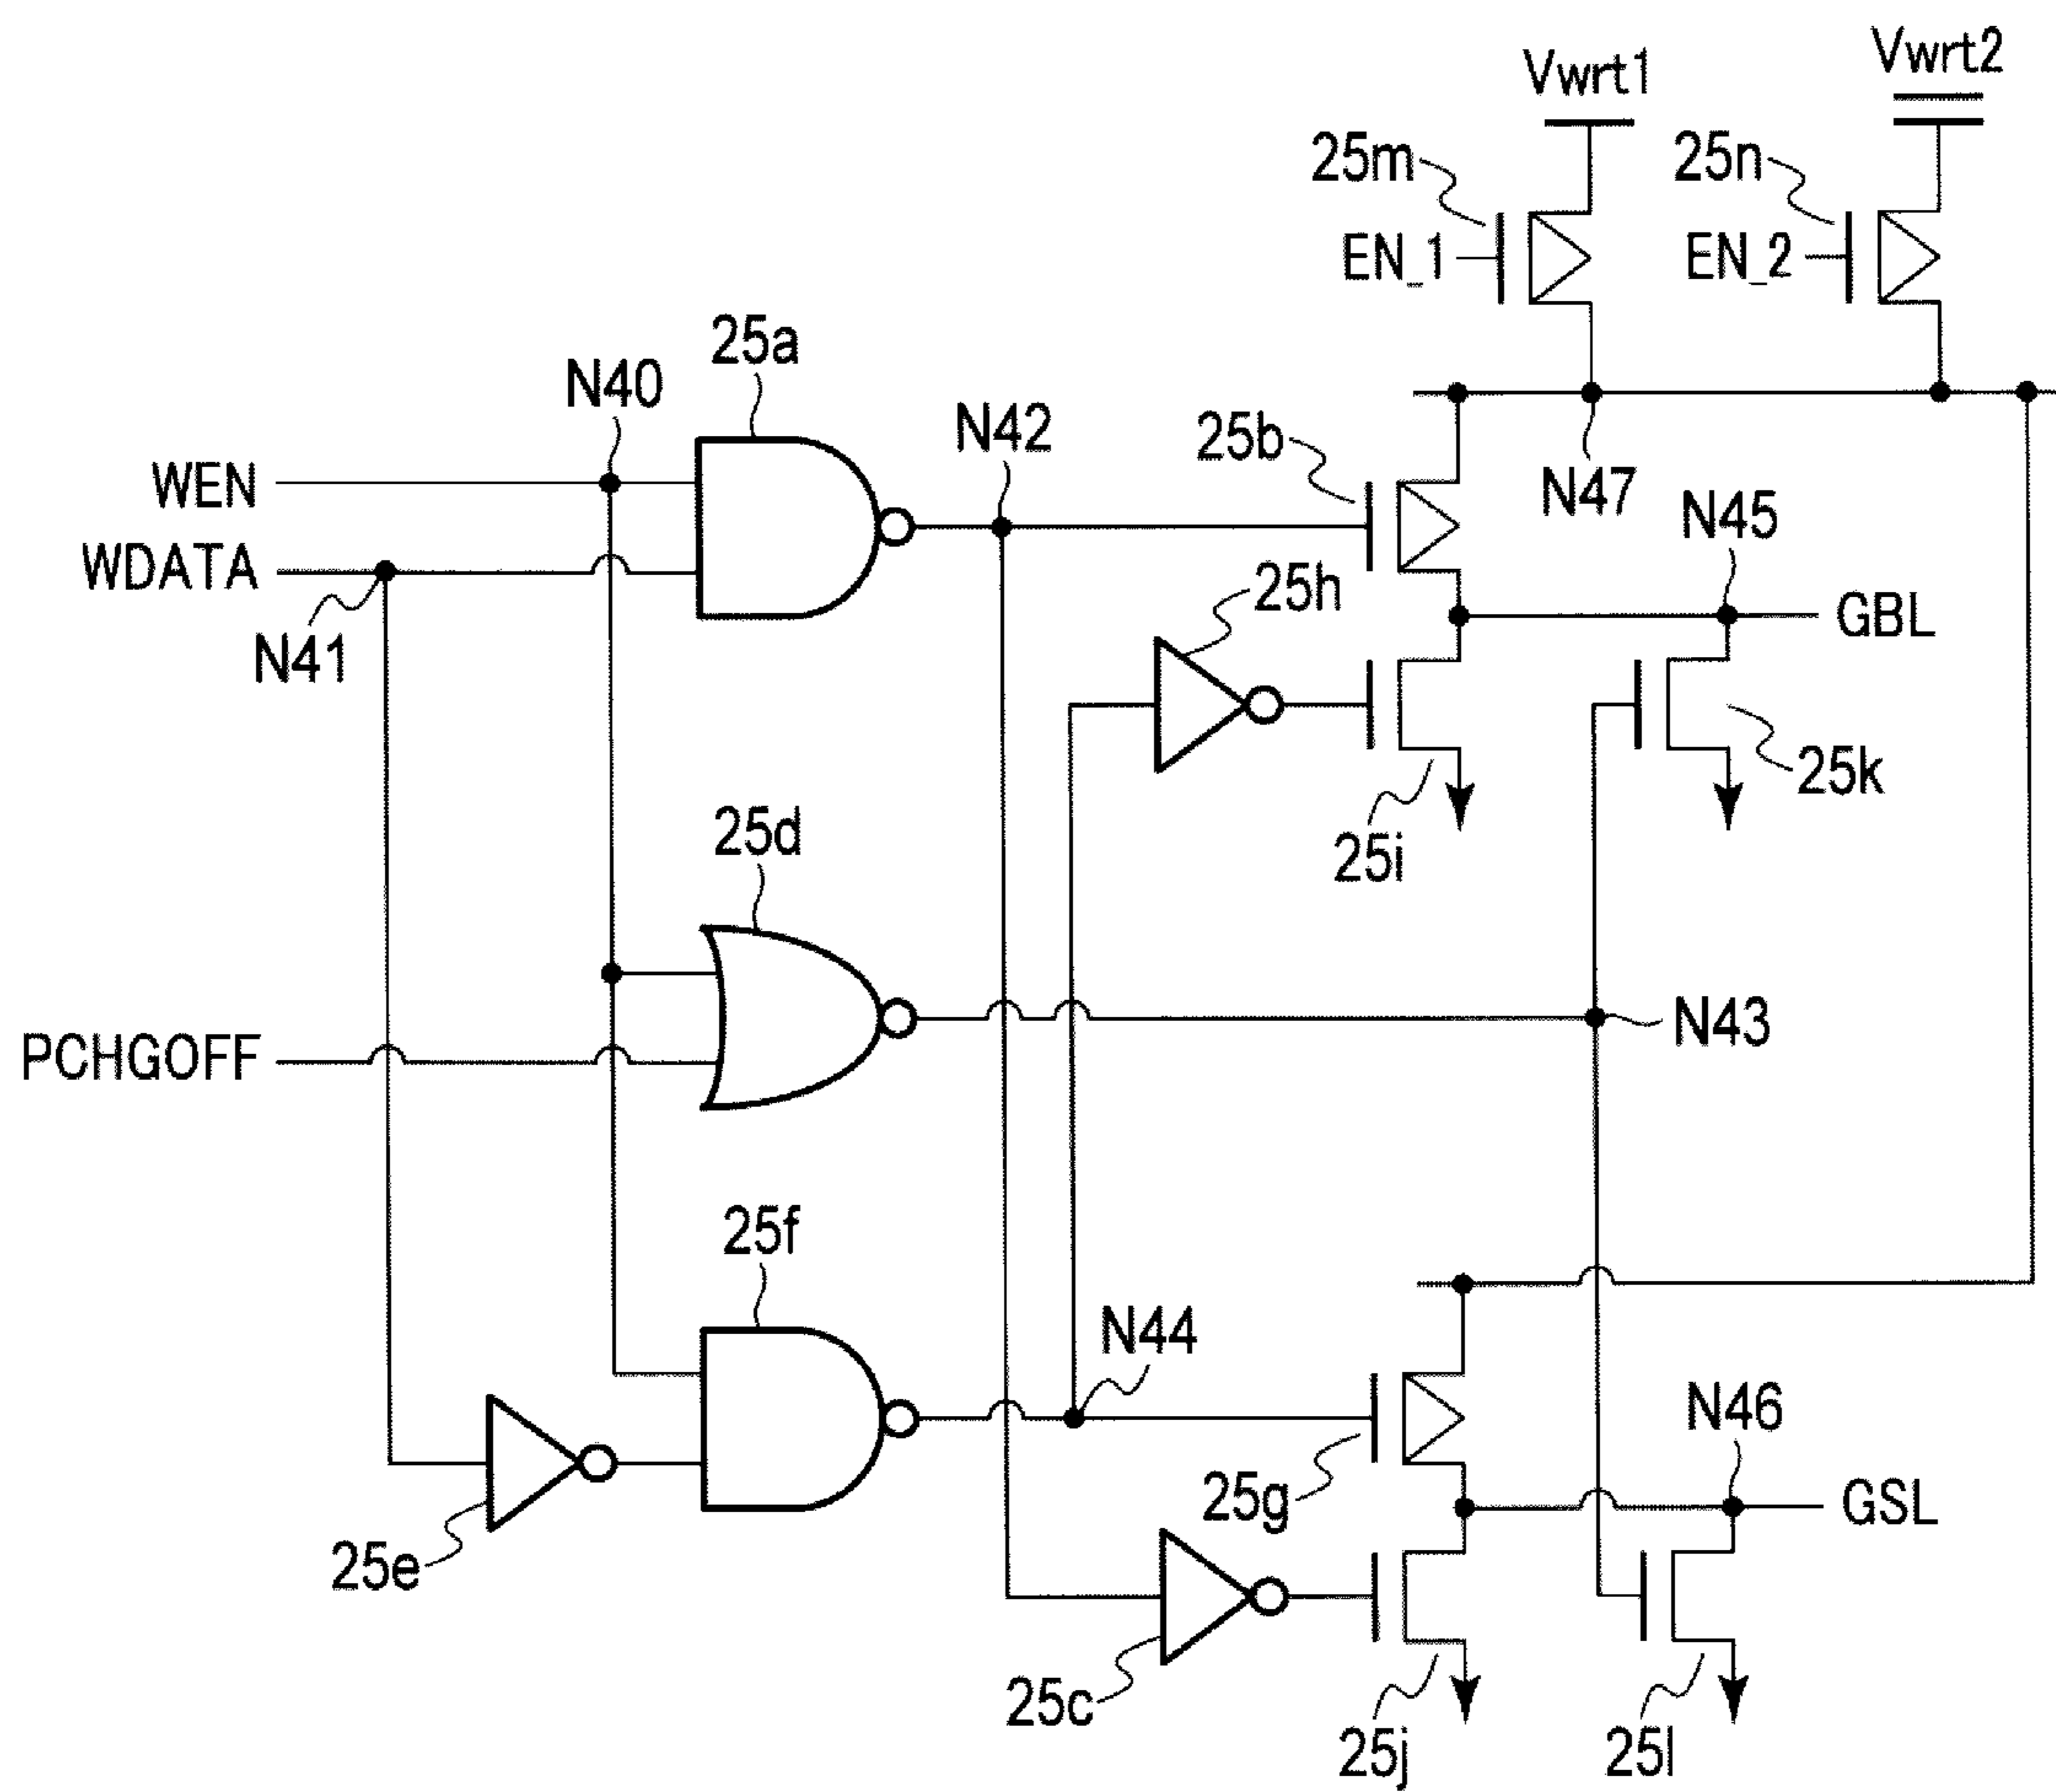 Vwrt1
Vwrt2
25m
25n
EN_1
EN_2
25a
N40
N42
25b
WEN
N47
N45
WDATA
25h
GBL
N41
25k
25d
25i
PCHGOFF
N43
25f
N44
N46
25g
GSL
25e
25c
25j
25l